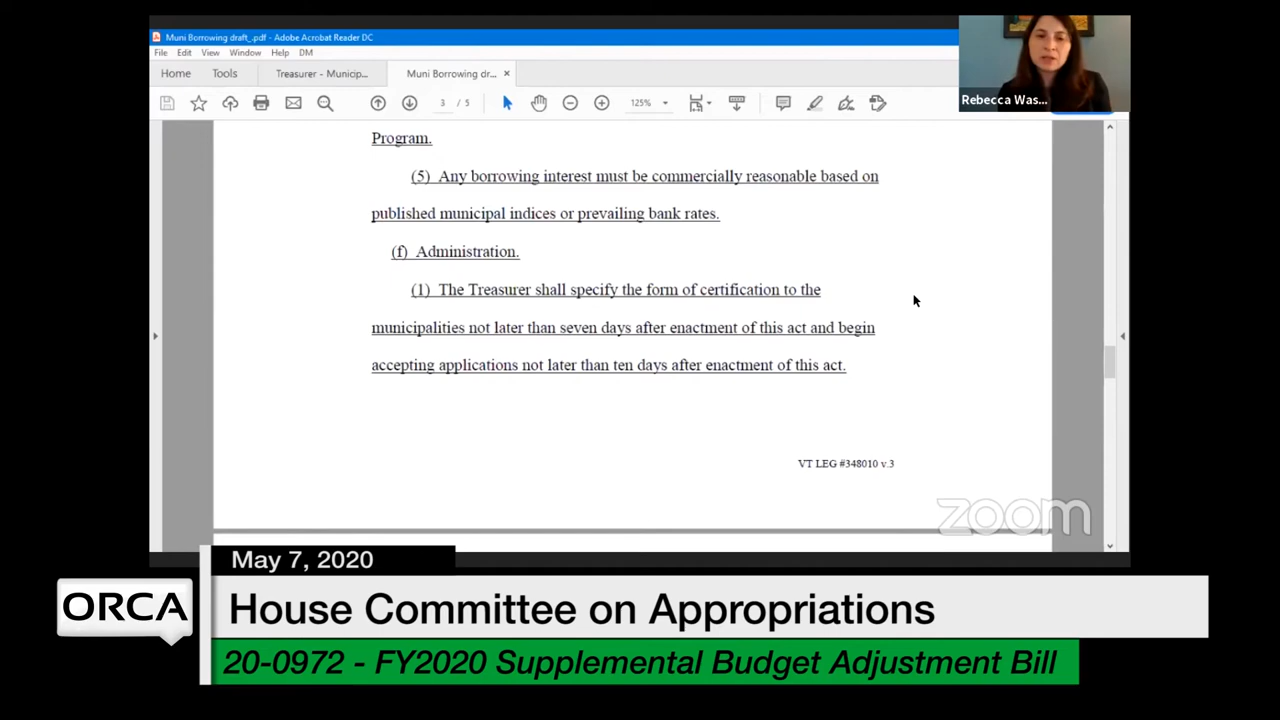 Muni Borrowing draft_.pdf - Adobe Acrobat Reader DC
File Edit View Window Help DM
Home Tools Treasurer - Municip... Muni Borrowing dr... ×
3 / 5 125%
Rebecca Was...
Program.
(5) Any borrowing interest must be commercially reasonable based on
published municipal indices or prevailing bank rates.
(f) Administration.
(1) The Treasurer shall specify the form of certification to the
municipalities not later than seven days after enactment of this act and begin
accepting applications not later than ten days after enactment of this act.
VT LEG #348010 v.3
zoom
May 7, 2020
ORCA
House Committee on Appropriations
20-0972 - FY2020 Supplemental Budget Adjustment Bill